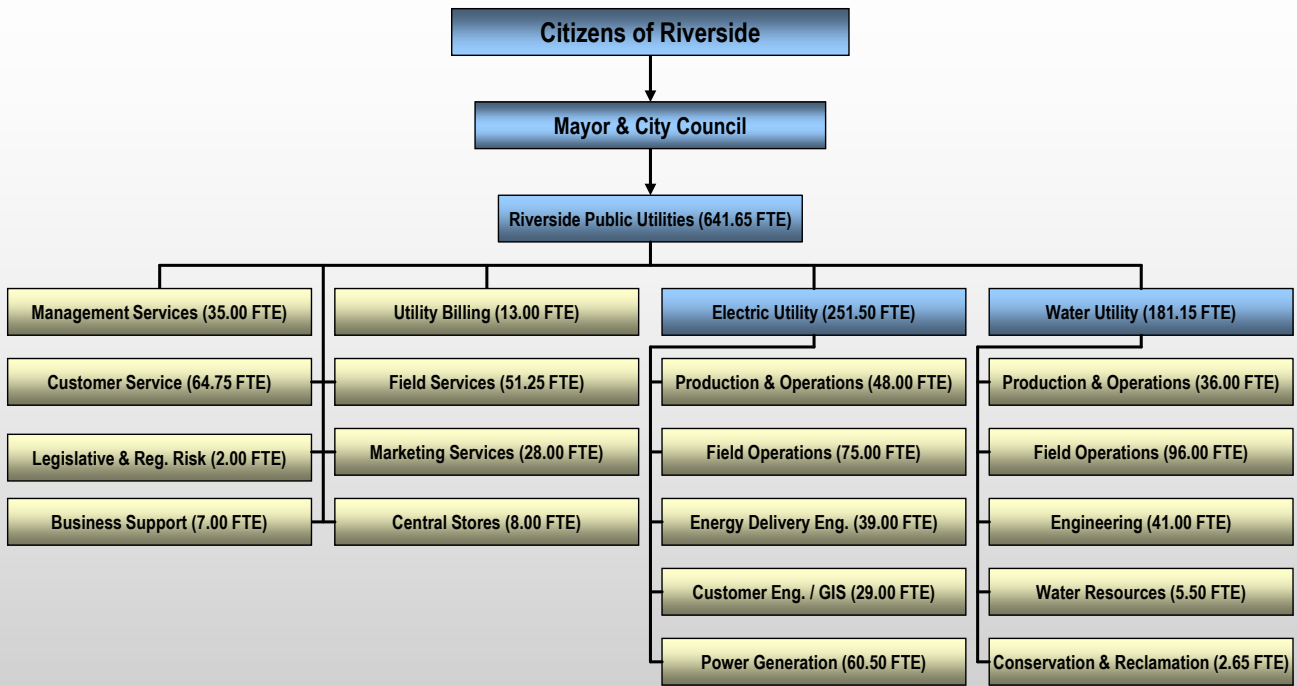 Citizens of Riverside
Mayor & City Council
Riverside Public Utilities (641.65 FTE)
Management Services (35.00 FTE)
Utility Billing (13.00 FTE)
Electric Utility (251.50 FTE)
Water Utility (181.15 FTE)
Customer Service (64.75 FTE)
Field Services (51.25 FTE)
Production & Operations (48.00 FTE)
Production & Operations (36.00 FTE)
Legislative & Reg. Risk (2.00 FTE)
Marketing Services (28.00 FTE)
Field Operations (75.00 FTE)
Field Operations (96.00 FTE)
Business Support (7.00 FTE)
Central Stores (8.00 FTE)
Energy Delivery Eng. (39.00 FTE)
Engineering (41.00 FTE)
Customer Eng. / GIS (29.00 FTE)
Water Resources (5.50 FTE)
Power Generation (60.50 FTE)
Conservation & Reclamation (2.65 FTE)